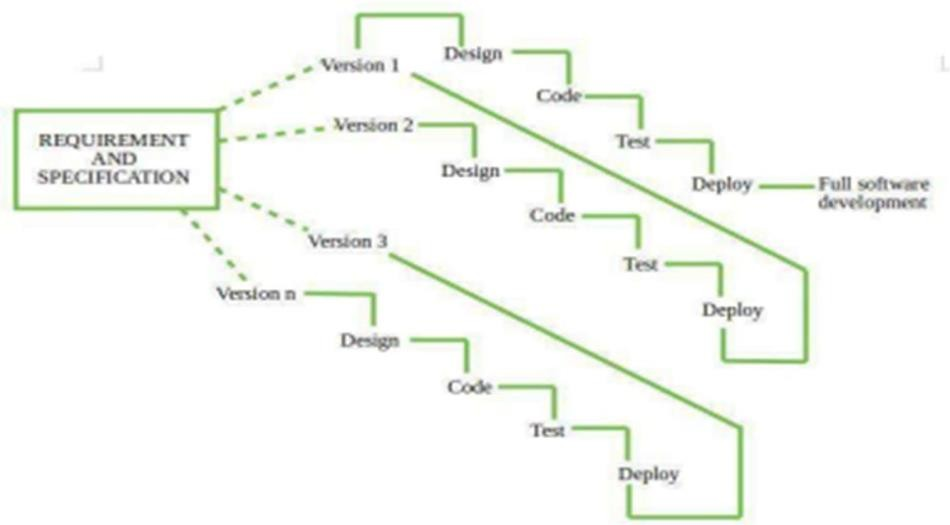 REQUIREMENT
AND
SPECIFICATION
Version 1
Design
Code
Test
Deploy
Full software
development
Version 2
Design
Code
Test
Deploy
Version 3
Version n
Design
Code
Test
Deploy